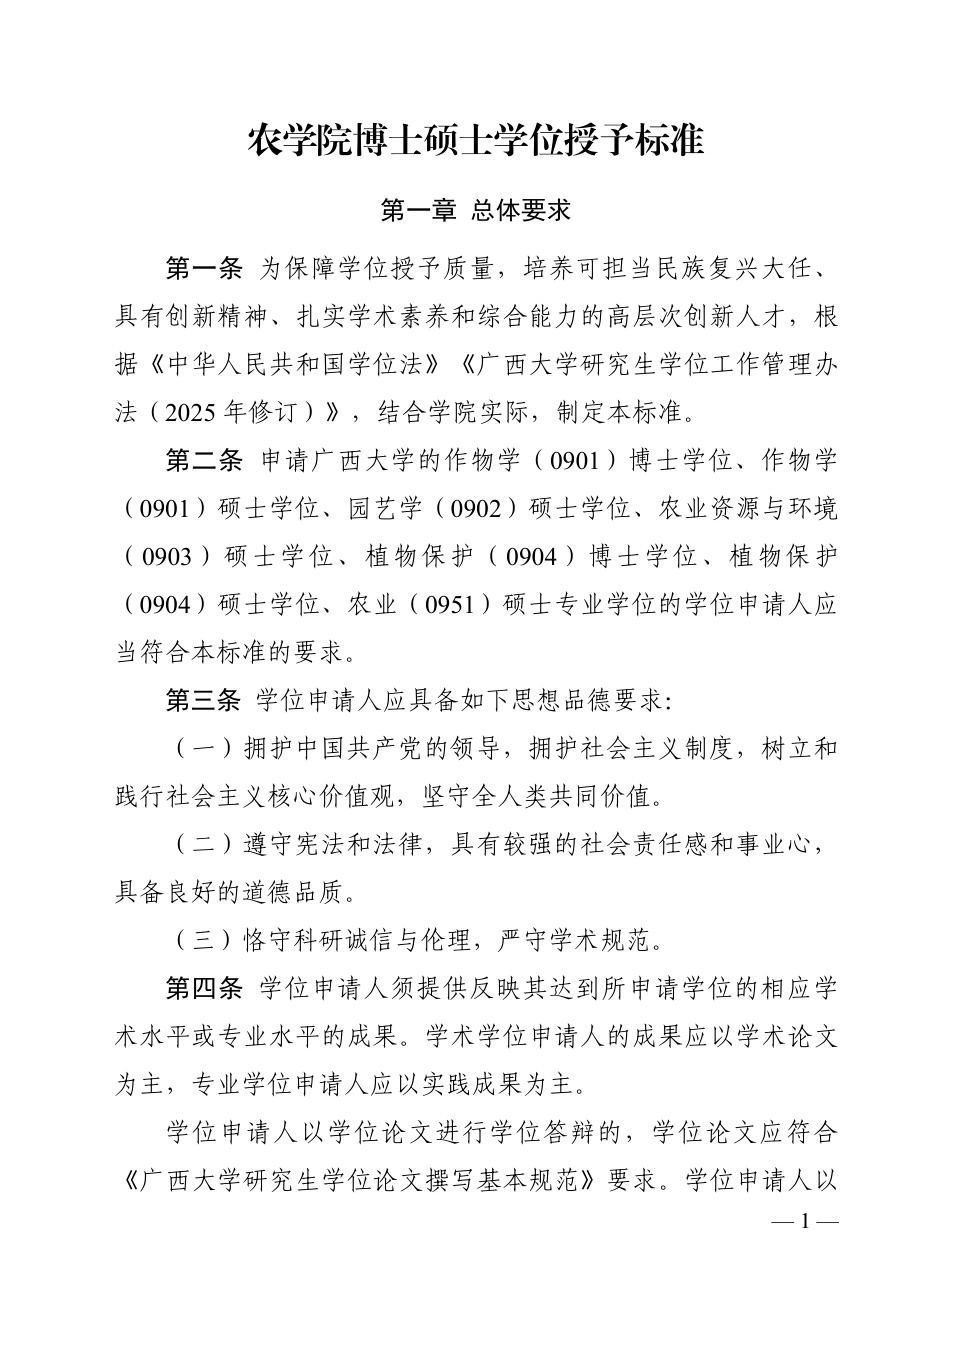 农学院博士硕士学位授予标准
第一章 总体要求
第一条 为保障学位授予质量，培养可担当民族复兴大任、
具有创新精神、扎实学术素养和综合能力的高层次创新人才，根
据《中华人民共和国学位法》《广西大学研究生学位工作管理办
法（2025 年修订）》，结合学院实际，制定本标准。
第二条 申请广西大学的作物学（0901）博士学位、作物学
（0901）硕士学位、园艺学（0902）硕士学位、农业资源与环境
（0903）硕士学位、植物保护（0904）博士学位、植物保护
（0904）硕士学位、农业（0951）硕士专业学位的学位申请人应
当符合本标准的要求。
第三条 学位申请人应具备如下思想品德要求：
（一）拥护中国共产党的领导，拥护社会主义制度，树立和
践行社会主义核心价值观，坚守全人类共同价值。
（二）遵守宪法和法律，具有较强的社会责任感和事业心，
具备良好的道德品质。
（三）恪守科研诚信与伦理，严守学术规范。
第四条 学位申请人须提供反映其达到所申请学位的相应学
术水平或专业水平的成果。学术学位申请人的成果应以学术论文
为主，专业学位申请人应以实践成果为主。
学位申请人以学位论文进行学位答辩的，学位论文应符合
《广西大学研究生学位论文撰写基本规范》要求。学位申请人以
— 1 —